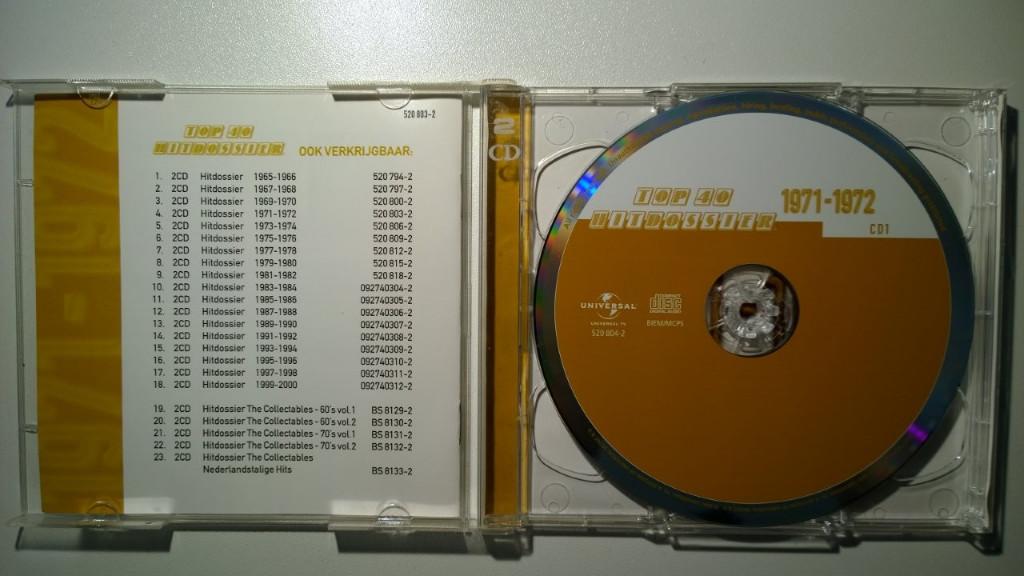 520 803-2
TOP 40
HITDOSSIER OOK VERKRIJGBAAR:
1. 2CD Hitdossier 1965-1966 520 794-2
2. 2CD Hitdossier 1967-1968 520 797-2
3. 2CD Hitdossier 1969-1970 520 800-2
4. 2CD Hitdossier 1971-1972 520 803-2
5. 2CD Hitdossier 1973-1974 520 806-2
6. 2CD Hitdossier 1975-1976 520 809-2
7. 2CD Hitdossier 1977-1978 520 812-2
8. 2CD Hitdossier 1979-1980 520 815-2
9. 2CD Hitdossier 1981-1982 520 818-2
10. 2CD Hitdossier 1983-1984 092740304-2
11. 2CD Hitdossier 1985-1986 092740305-2
12. 2CD Hitdossier 1987-1988 092740306-2
13. 2CD Hitdossier 1989-1990 092740307-2
14. 2CD Hitdossier 1991-1992 092740308-2
15. 2CD Hitdossier 1993-1994 092740309-2
16. 2CD Hitdossier 1995-1996 092740310-2
17. 2CD Hitdossier 1997-1998 092740311-2
18. 2CD Hitdossier 1999-2000 092740312-2
19. 2CD Hitdossier The Collectables - 60's vol.1 BS 8129-2
20. 2CD Hitdossier The Collectables - 60's vol.2 BS 8130-2
21. 2CD Hitdossier The Collectables - 70's vol.1 BS 8131-2
22. 2CD Hitdossier The Collectables - 70's vol.2 BS 8132-2
23. 2CD Hitdossier The Collectables
Nederlandstalige Hits BS 8133-2
2
CD
TOP 40
HITDOSSIER
1971-1972
CD1
UNIVERSAL
UNIVERSAL TV
520 804-2
COMPACT
disc
DIGITAL AUDIO
BIEM/MCPS